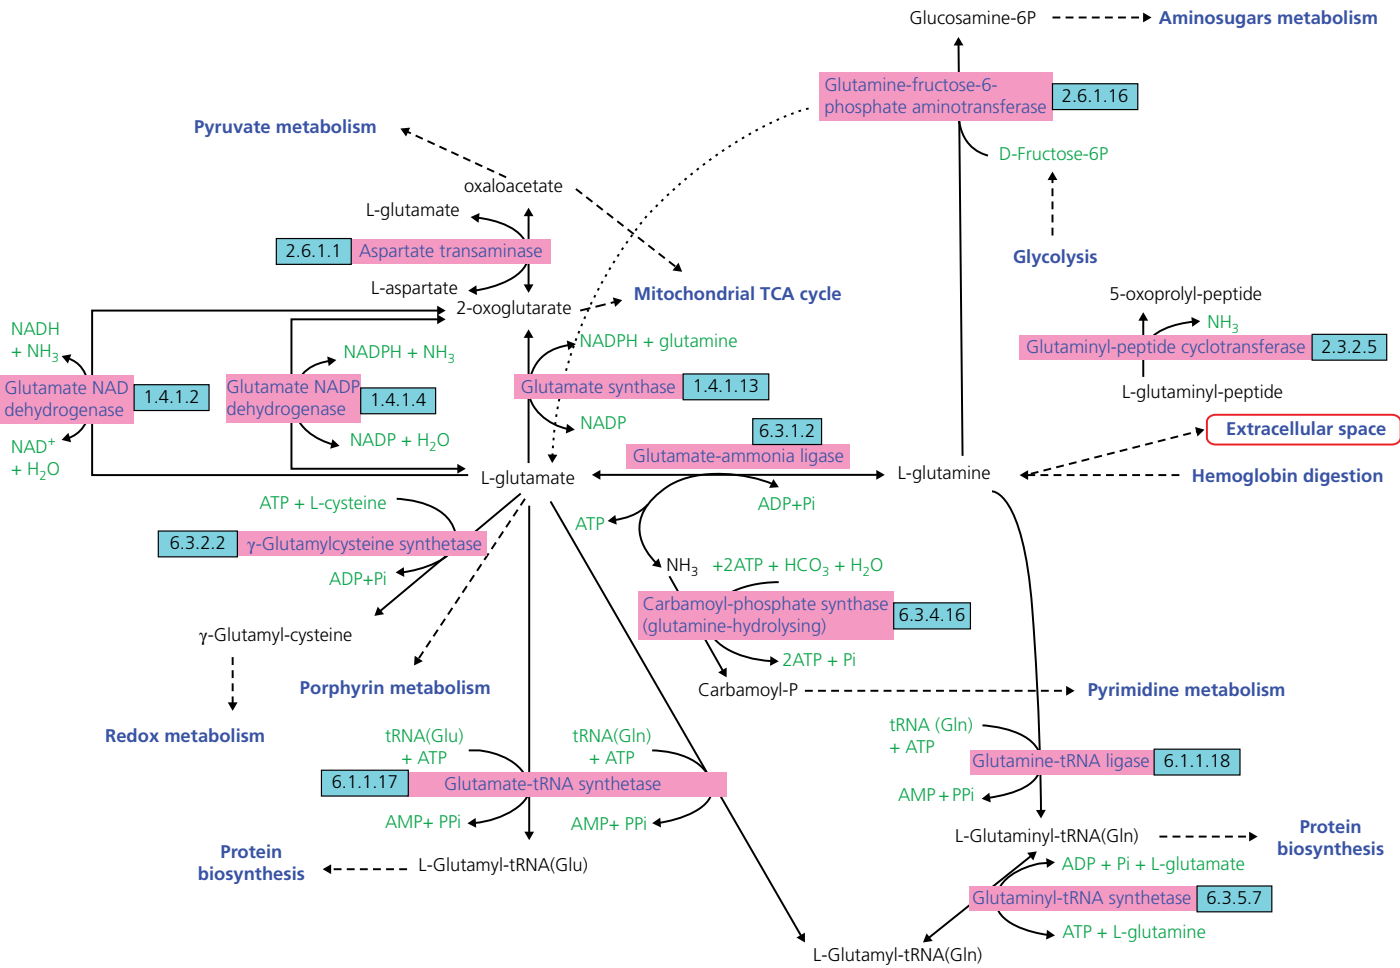 Glucosamine-6P
Aminosugars metabolism
Glutamine-fructose-6-
phosphate aminotransferase
2.6.1.16
Pyruvate metabolism
D-Fructose-6P
oxaloacetate
L-glutamate
2.6.1.1
Aspartate transaminase
Glycolysis
L-aspartate
2-oxoglutarate
Mitochondrial TCA cycle
5-oxoprolyl-peptide
NH3
NADH
+ NH3
NADPH + NH3
NADPH + glutamine
Glutaminyl-peptide cyclotransferase
2.3.2.5
Glutamate NAD
dehydrogenase
1.4.1.2
Glutamate NADP
dehydrogenase
1.4.1.4
Glutamate synthase
1.4.1.13
L-glutaminyl-peptide
NAD+
+ H2O
NADP + H2O
NADP
6.3.1.2
Glutamate-ammonia ligase
Extracellular space
L-glutamate
L-glutamine
Hemoglobin digestion
ATP + L-cysteine
ATP
ADP+Pi
6.3.2.2
γ-Glutamylcysteine synthetase
ADP+Pi
NH3
+2ATP + HCO3 + H2O
Carbamoyl-phosphate synthase
(glutamine-hydrolysing)
6.3.4.16
γ-Glutamyl-cysteine
2ATP + Pi
Porphyrin metabolism
Carbamoyl-P
Pyrimidine metabolism
Redox metabolism
tRNA(Glu)
+ ATP
tRNA(Gln)
+ ATP
tRNA (Gln)
+ ATP
6.1.1.17
Glutamate-tRNA synthetase
Glutamine-tRNA ligase
6.1.1.18
AMP+ PPi
AMP+ PPi
AMP + PPi
Protein
biosynthesis
L-Glutamyl-tRNA(Glu)
L-Glutaminyl-tRNA(Gln)
Protein
biosynthesis
ADP + Pi + L-glutamate
Glutaminyl-tRNA synthetase
6.3.5.7
ATP + L-glutamine
L-Glutamyl-tRNA(Gln)